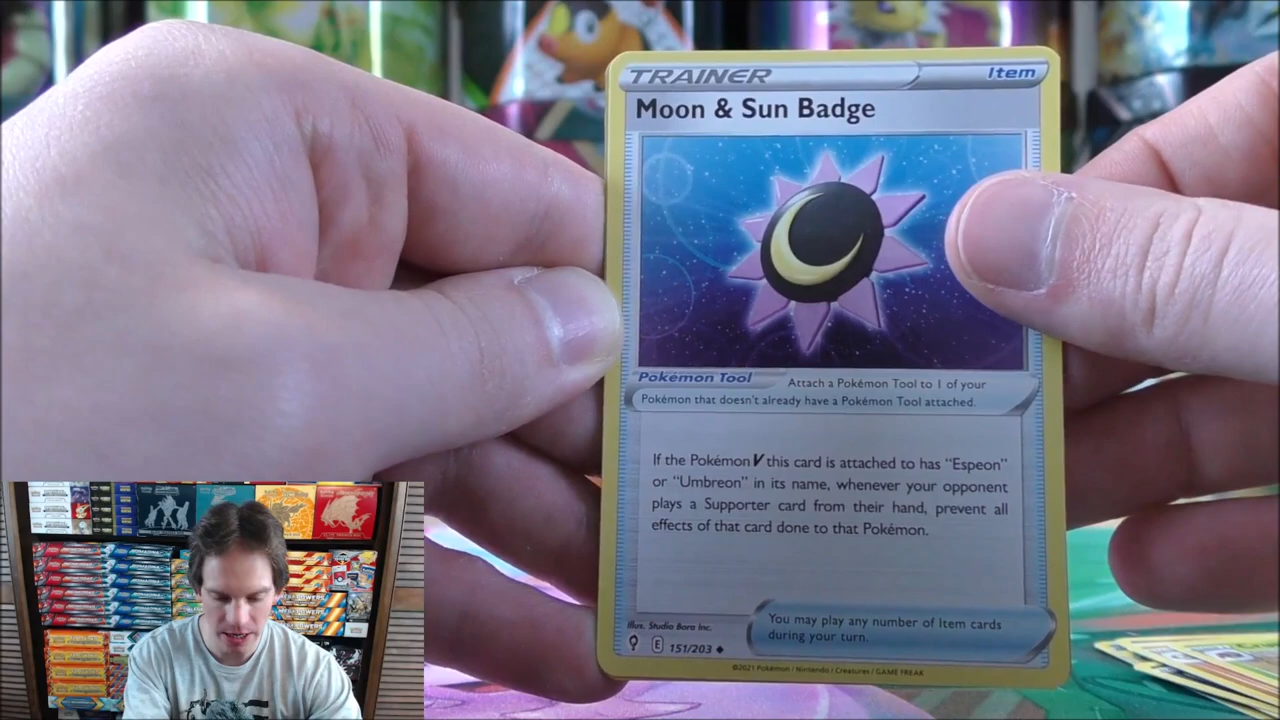 TRAINER
Item
Moon & Sun Badge
Pokémon Tool
Attach a Pokémon Tool to 1 of your
Pokémon that doesn't already have a Pokémon Tool attached.
If the Pokémon V this card is attached to has “Espeon”
or “Umbreon” in its name, whenever your opponent
plays a Supporter card from their hand, prevent all
effects of that card done to that Pokémon.
You may play any number of Item cards
during your turn.
Illus. Studio Bora Inc.
E 151/203
©2021 Pokémon / Nintendo / Creatures / GAME FREAK